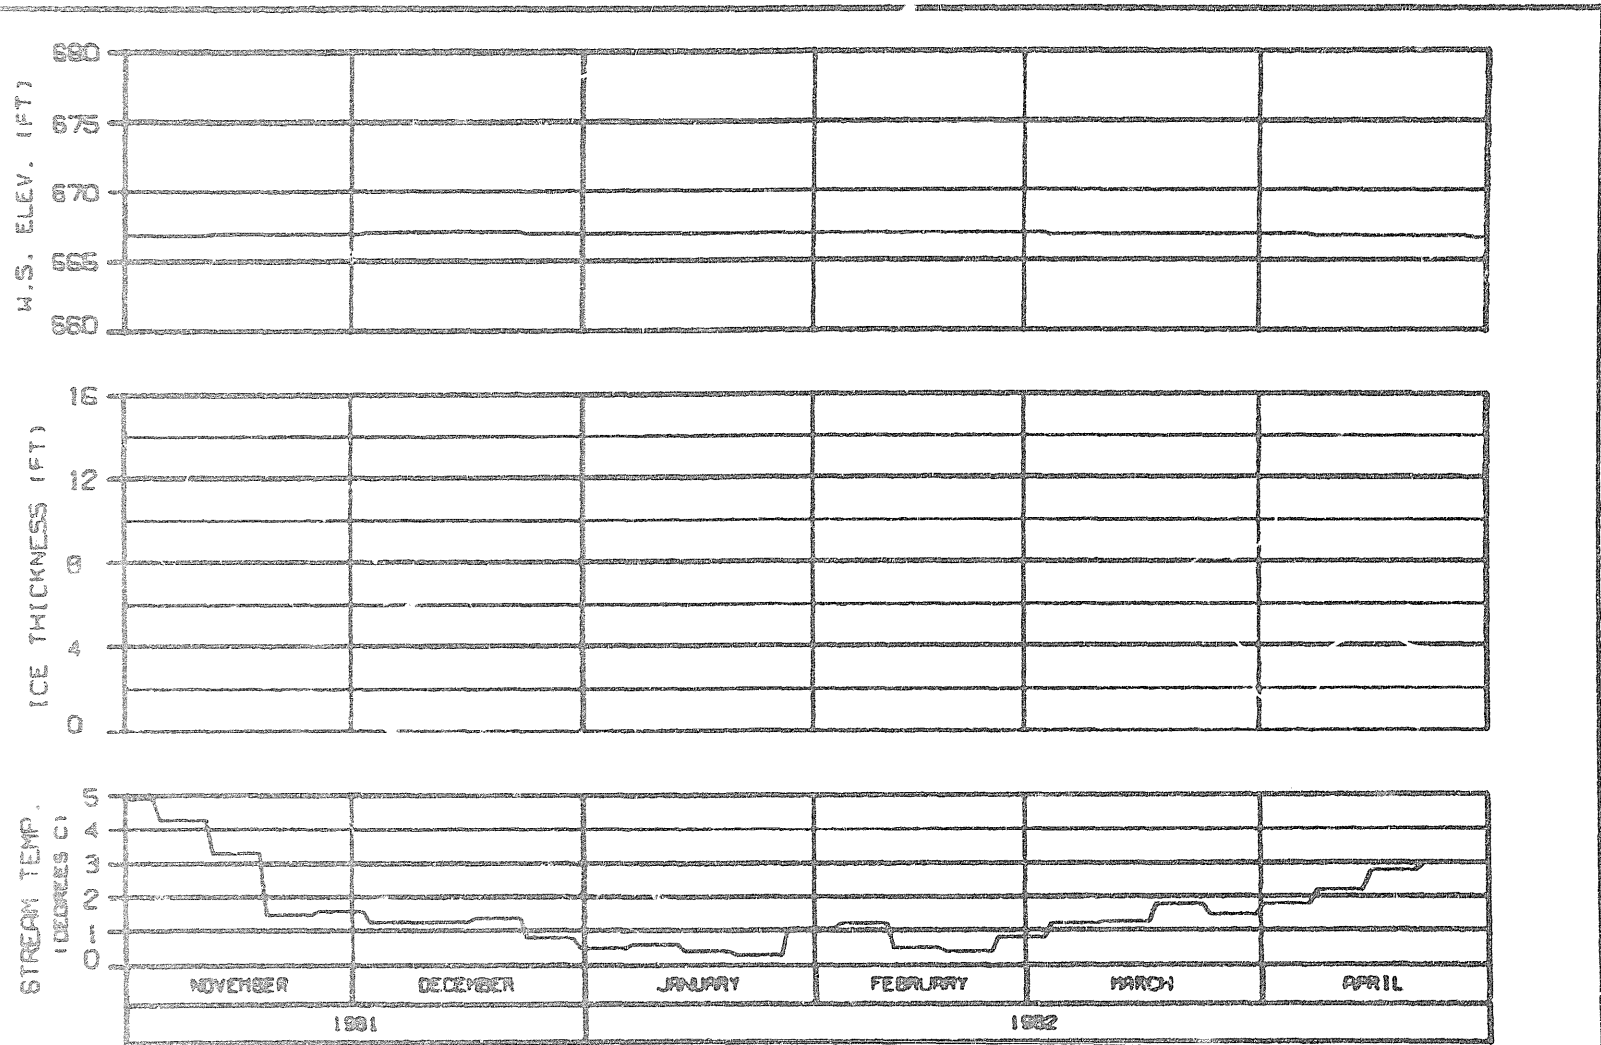 W.S. ELEV. (FT)
680
675
670
665
660
ICE THICKNESS (FT)
16
12
8
4
0
STREAM TEMP.
(DEGREES C)
5
4
3
2
1
0
NOVEMBER
DECEMBER
JANUARY
FEBRUARY
MARCH
APRIL
1981
1982